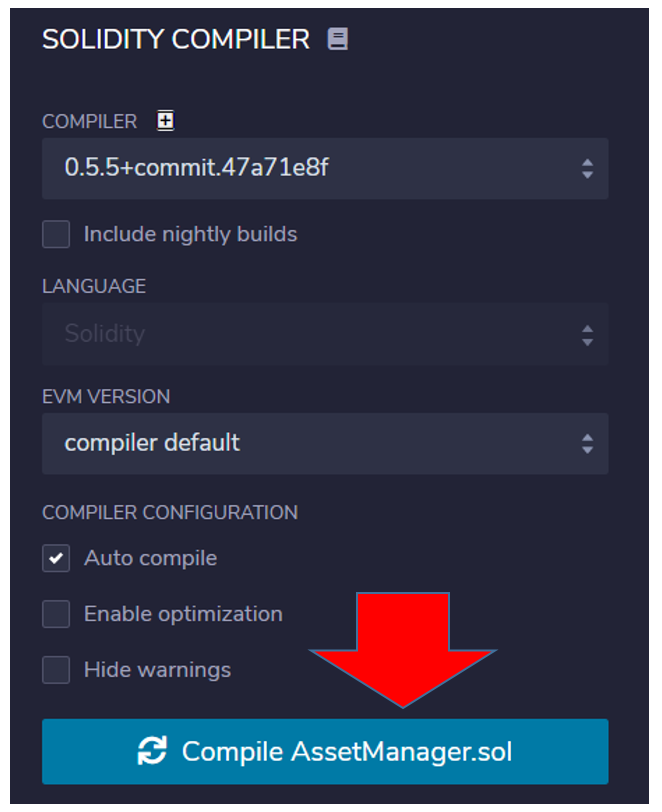 SOLIDITY COMPILER
COMPILER
0.5.5+commit.47a71e8f
Include nightly builds
LANGUAGE
Solidity
EVM VERSION
compiler default
COMPILER CONFIGURATION
Auto compile
Enable optimization
Hide warnings
Compile AssetManager.sol